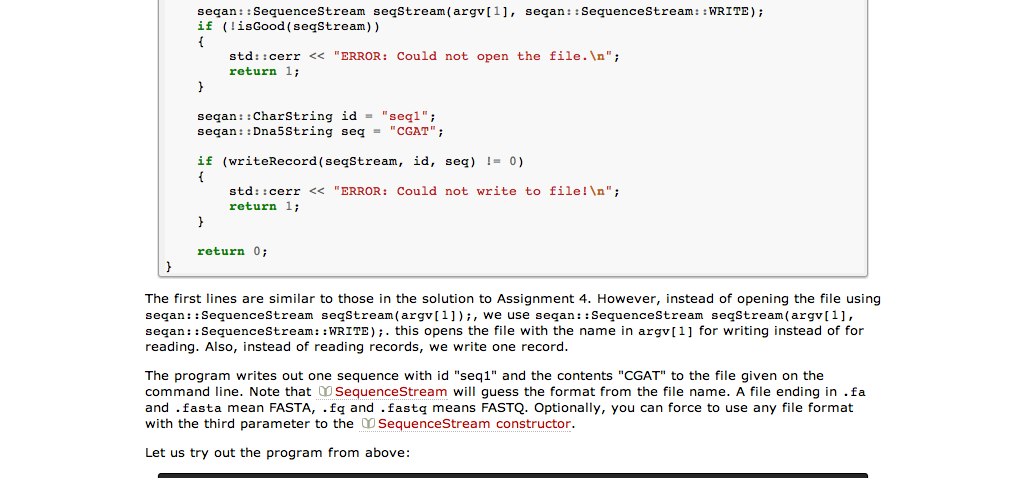 seqan::SequenceStream seqStream(argv[1], seqan::SequenceStream::WRITE);
if (!isGood(seqStream))
{
std::cerr << "ERROR: Could not open the file.\n";
return 1;
}
seqan::CharString id = "seq1";
seqan::Dna5String seq = "CGAT";
if (writeRecord(seqStream, id, seq) != 0)
{
std::cerr << "ERROR: Could not write to file!\n";
return 1;
}
return 0;
}
The first lines are similar to those in the solution to Assignment 4. However, instead of opening the file using
seqan::SequenceStream seqStream(argv[1]);, we use seqan::SequenceStream seqStream(argv[1],
seqan::SequenceStream::WRITE);. this opens the file with the name in argv[1] for writing instead of for
reading. Also, instead of reading records, we write one record.
The program writes out one sequence with id "seq1" and the contents "CGAT" to the file given on the
command line. Note that SequenceStream will guess the format from the file name. A file ending in .fa
and .fasta mean FASTA, .fq and .fastq means FASTQ. Optionally, you can force to use any file format
with the third parameter to the SequenceStream constructor.
Let us try out the program from above: